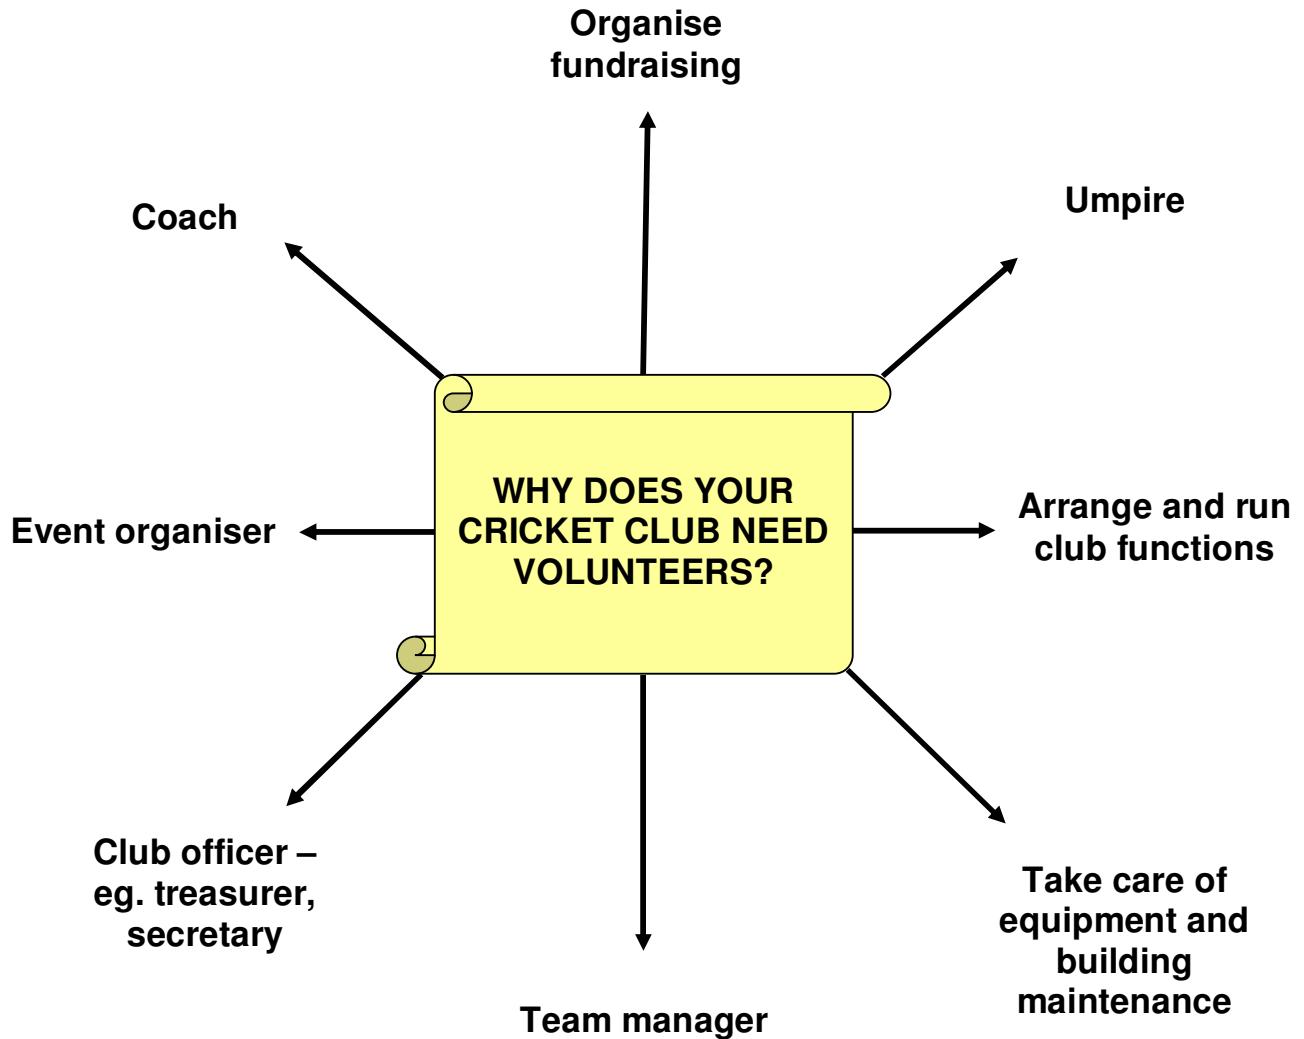 Organise
fundraising
Umpire
Coach
WHY DOES YOUR
CRICKET CLUB NEED
VOLUNTEERS?
Event organiser
Arrange and run
club functions
Club officer –
eg. treasurer,
secretary
Take care of
equipment and
building
maintenance
Team manager